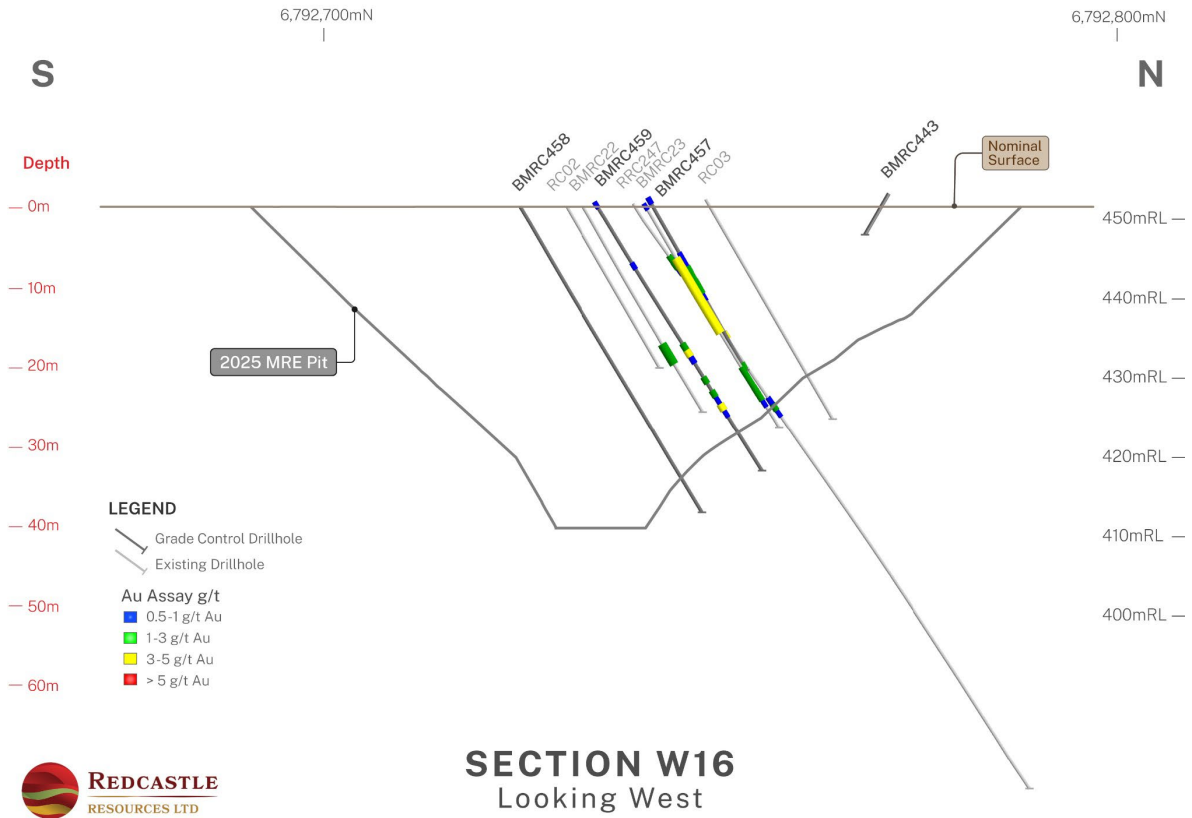 6,792,700mN
6,792,800mN
S
N
Depth
BMRC458
RC02
BMRC22
BMRC459
RRC247
BMRC23
BMRC457
RC03
BMRC443
Nominal
Surface
0m
10m
20m
30m
40m
50m
60m
450mRL
440mRL
430mRL
420mRL
410mRL
400mRL
2025 MRE Pit
LEGEND
Grade Control Drillhole
Existing Drillhole
Au Assay g/t
0.5-1 g/t Au
1-3 g/t Au
3-5 g/t Au
> 5 g/t Au
REDCASTLE
RESOURCES LTD
SECTION W16
Looking West